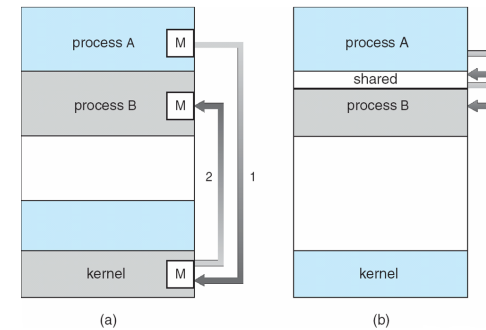 process A
M
process B
M
2
1
kernel
M
(a)
process A
shared
process B
kernel
(b)